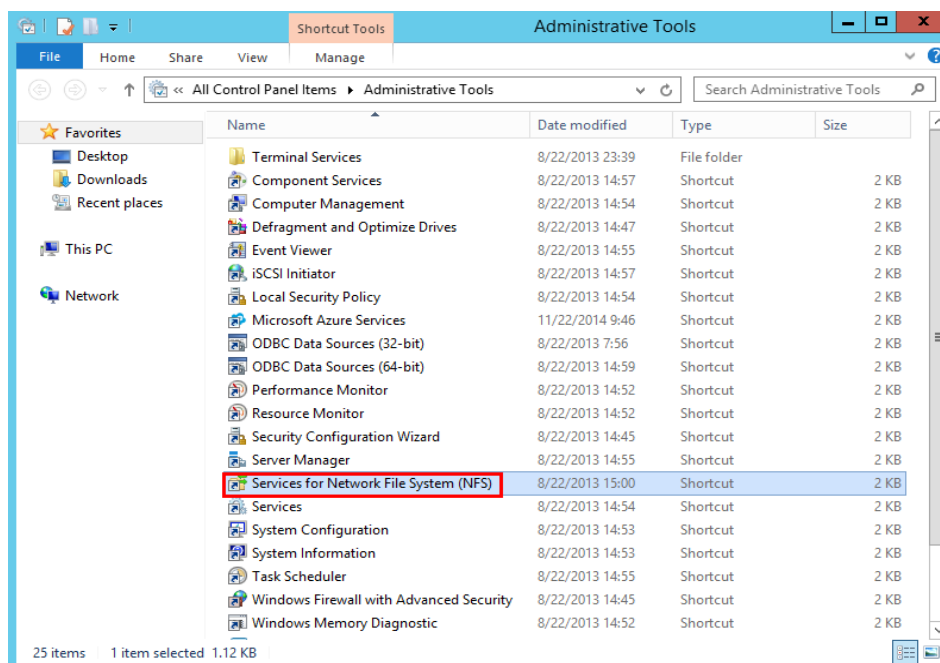 Shortcut Tools
Administrative Tools
File Home Share View Manage
« All Control Panel Items Administrative Tools
Search Administrative Tools
Favorites
Desktop
Downloads
Recent places
This PC
Network
Name Date modified Type Size
Terminal Services 8/22/2013 23:39 File folder
Component Services 8/22/2013 14:57 Shortcut 2 KB
Computer Management 8/22/2013 14:54 Shortcut 2 KB
Defragment and Optimize Drives 8/22/2013 14:47 Shortcut 2 KB
Event Viewer 8/22/2013 14:55 Shortcut 2 KB
iSCSI Initiator 8/22/2013 14:57 Shortcut 2 KB
Local Security Policy 8/22/2013 14:54 Shortcut 2 KB
Microsoft Azure Services 11/22/2014 9:46 Shortcut 2 KB
ODBC Data Sources (32-bit) 8/22/2013 7:56 Shortcut 2 KB
ODBC Data Sources (64-bit) 8/22/2013 14:59 Shortcut 2 KB
Performance Monitor 8/22/2013 14:52 Shortcut 2 KB
Resource Monitor 8/22/2013 14:52 Shortcut 2 KB
Security Configuration Wizard 8/22/2013 14:45 Shortcut 2 KB
Server Manager 8/22/2013 14:55 Shortcut 2 KB
Services for Network File System (NFS) 8/22/2013 15:00 Shortcut 2 KB
Services 8/22/2013 14:54 Shortcut 2 KB
System Configuration 8/22/2013 14:53 Shortcut 2 KB
System Information 8/22/2013 14:53 Shortcut 2 KB
Task Scheduler 8/22/2013 14:55 Shortcut 2 KB
Windows Firewall with Advanced Security 8/22/2013 14:45 Shortcut 2 KB
Windows Memory Diagnostic 8/22/2013 14:52 Shortcut 2 KB
25 items 1 item selected 1.12 KB